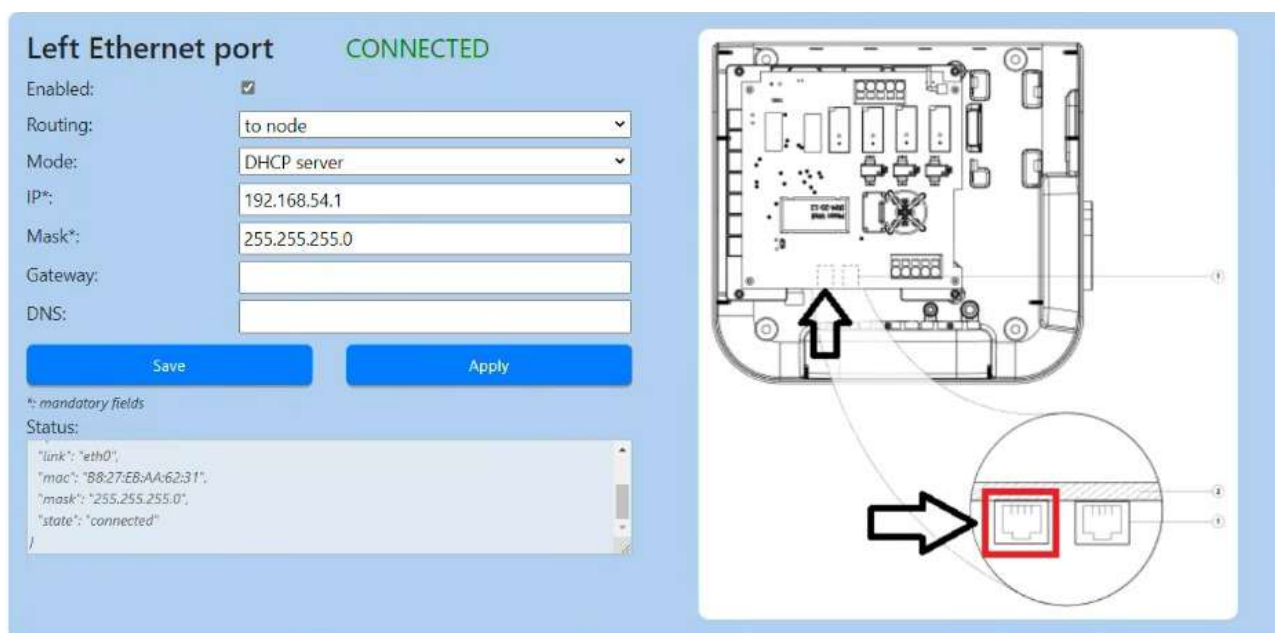 Left Ethernet port CONNECTED
Enabled:
Routing: to node
Mode: DHCP server
IP*: 192.168.54.1
Mask*: 255.255.255.0
Gateway:
DNS:
Save Apply
*: mandatory fields
Status:
"link": "eth0",
"mac": "B8:27:EB:AA:62:31",
"mask": "255.255.255.0",
"state": "connected"
}
1
2
1